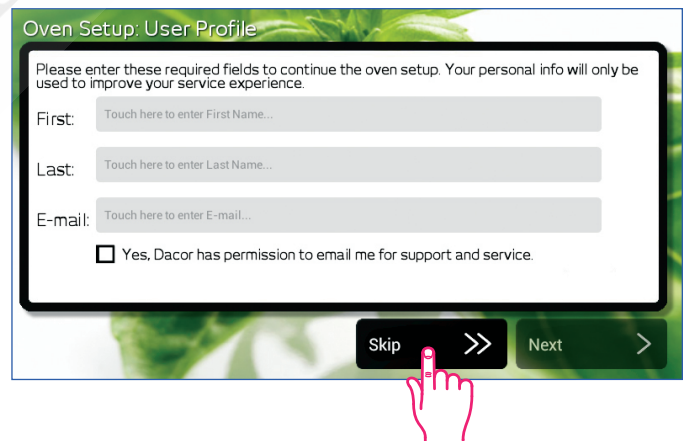 Oven Setup: User Profile
Please enter these required fields to continue the oven setup. Your personal info will only be
used to improve your service experience.
First: Touch here to enter First Name...
Last: Touch here to enter Last Name...
E-mail: Touch here to enter E-mail...
Yes, Dacor has permission to email me for support and service.
Skip Next